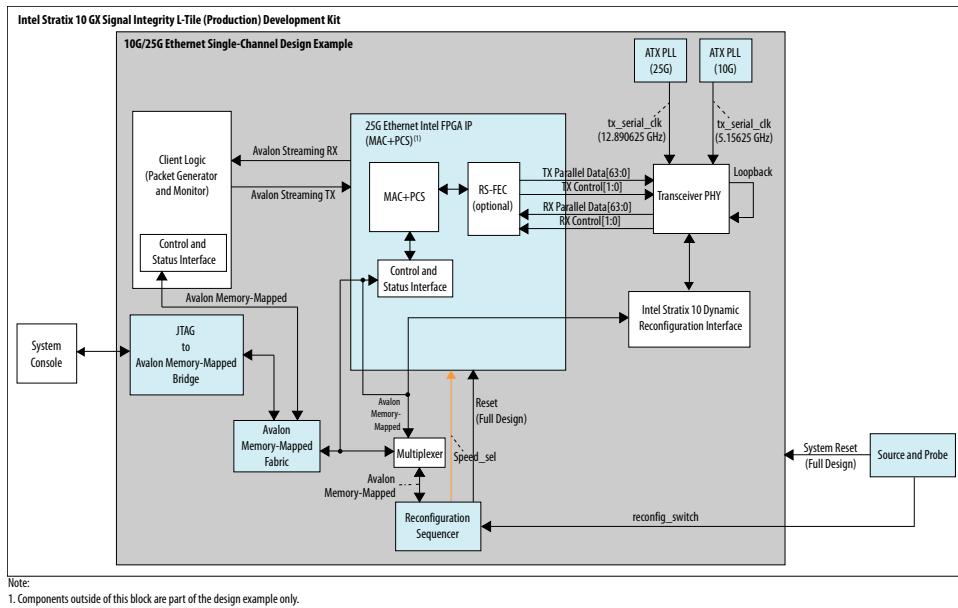 Intel Stratix 10 GX Signal Integrity L-Tile (Production) Development Kit
10G/25G Ethernet Single-Channel Design Example
ATX PLL
(25G)
ATX PLL
(10G)
tx_serial_clk
(12.890625 GHz)
tx_serial_clk
(5.15625 GHz)
25G Ethernet Intel FPGA IP
(MAC+PCS)(1)
Client Logic
(Packet Generator
and Monitor)
Avalon Streaming RX
Avalon Streaming TX
MAC+PCS
RS-FEC
(optional)
TX Parallel Data[63:0]
TX Control[1:0]
RX Parallel Data[63:0]
RX Control[1:0]
Transceiver PHY
Loopback
Control and
Status Interface
Control and
Status Interface
Avalon Memory-Mapped
Intel Stratix 10 Dynamic
Reconfiguration Interface
System
Console
JTAG
to
Avalon Memory-Mapped
Bridge
Avalon
Memory-Mapped
Fabric
Avalon
Memory-
Mapped
Reset
(Full Design)
Multiplexer
Speed_sel
Avalon
Memory-Mapped
System Reset
(Full Design)
Source and Probe
Reconfiguration
Sequencer
reconfig_switch
Note:
1. Components outside of this block are part of the design example only.